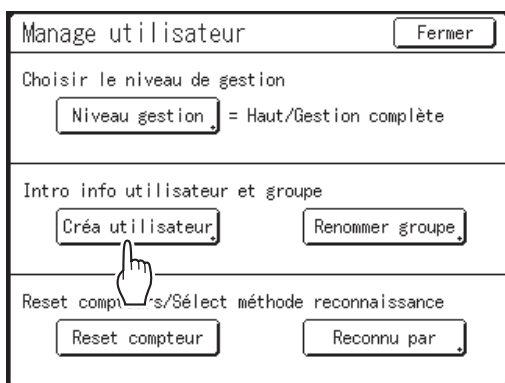 Manage utilisateur Fermer
Choisir le niveau de gestion
Niveau gestion = Haut/Gestion complète
Intro info utilisateur et groupe
Créa utilisateur Renommer groupe
Reset /Sélect méthode reconnaissance
Reset compteur Reconnu par